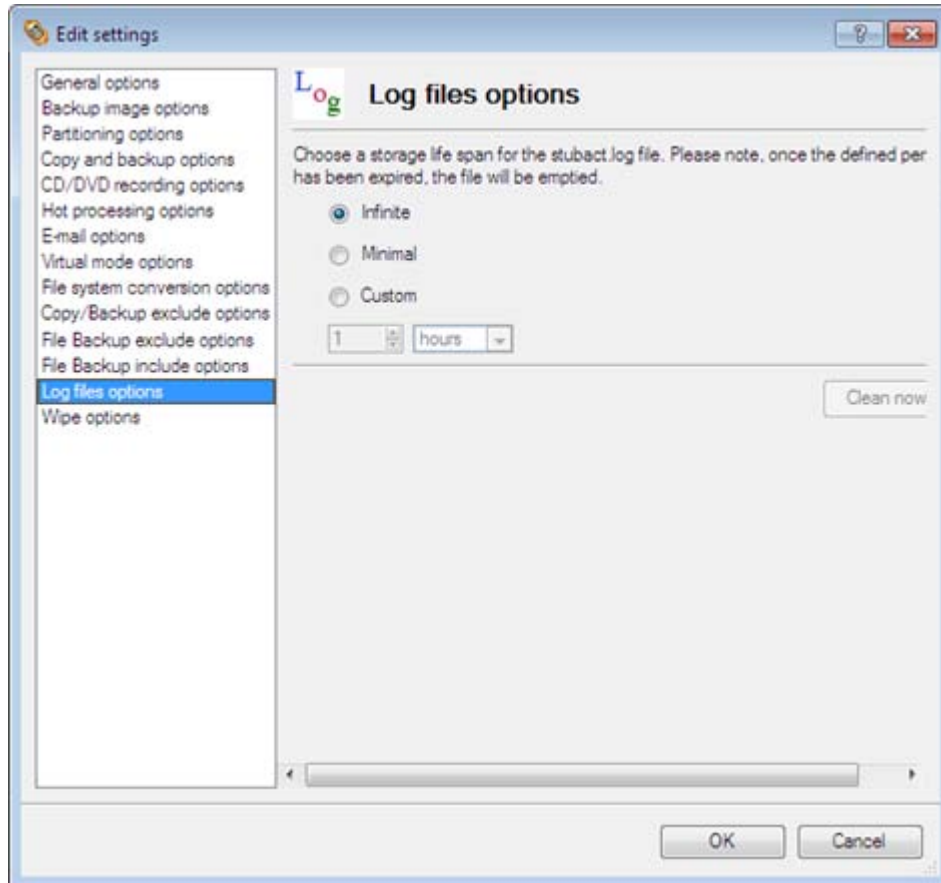 Edit settings
General options
Backup image options
Partitioning options
Copy and backup options
CD/DVD recording options
Hot processing options
E-mail options
Virtual mode options
File system conversion options
Copy/Backup exclude options
File Backup exclude options
File Backup include options
Log files options
Wipe options
Log
Log files options
Choose a storage life span for the stubact.log file. Please note, once the defined per
has been expired, the file will be emptied.
Infinite
Minimal
Custom
1 hours
Clean now
OK Cancel